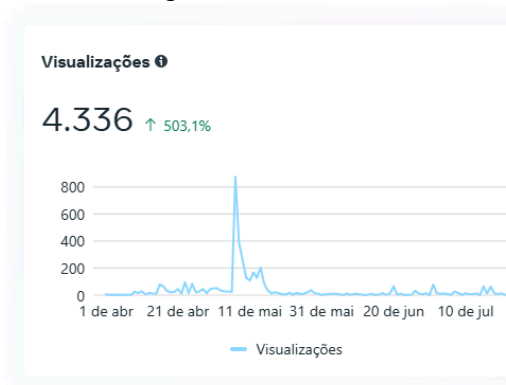 Visualizações
4.336 ↑ 503,1%
800
600
400
200
0
1 de abr 21 de abr 11 de mai 31 de mai 20 de jun 10 de jul
Visualizações